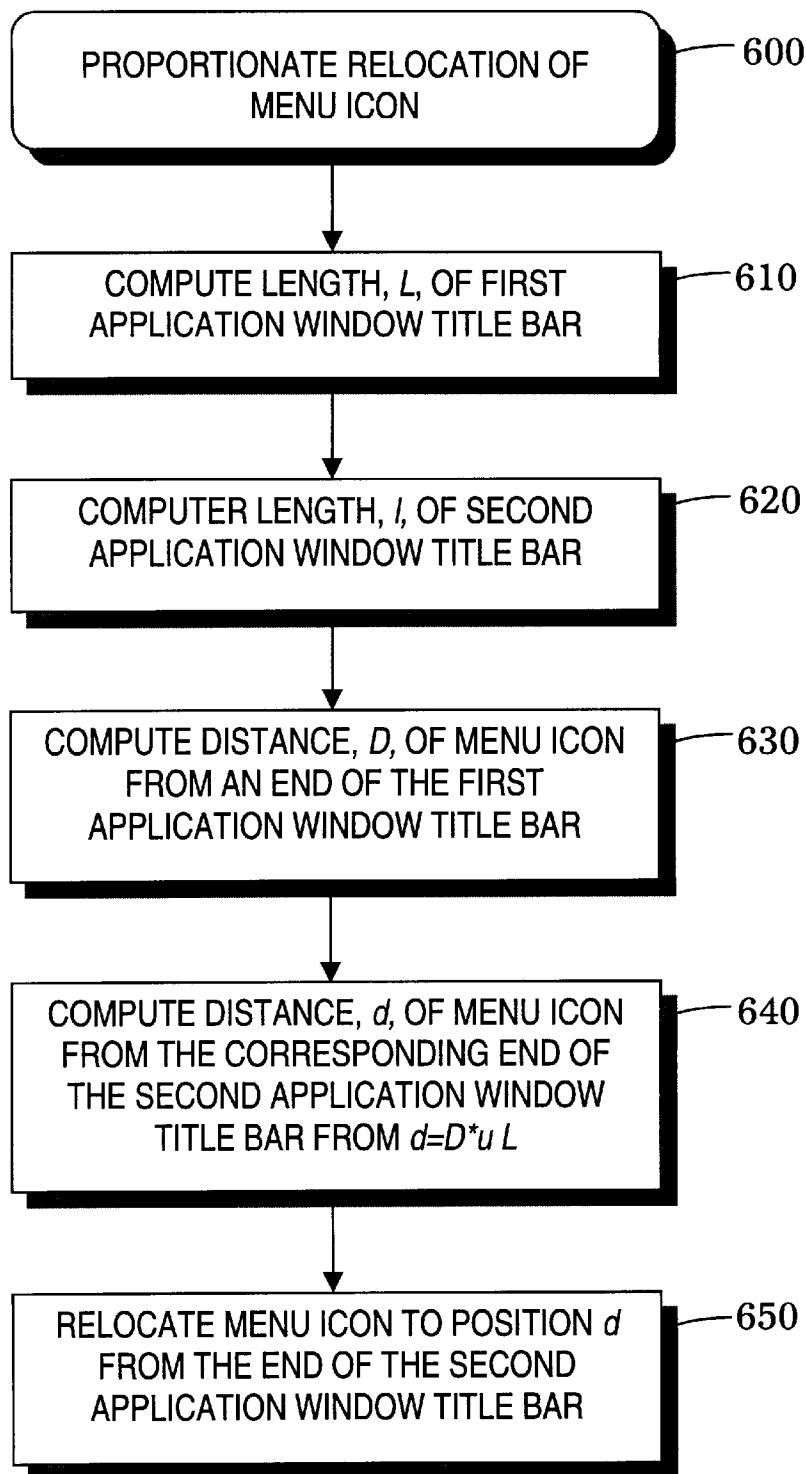 PROPORTIONATE RELOCATION OF
MENU ICON
600
COMPUTE LENGTH, L, OF FIRST
APPLICATION WINDOW TITLE BAR
610
COMPUTER LENGTH, l, OF SECOND
APPLICATION WINDOW TITLE BAR
620
COMPUTE DISTANCE, D, OF MENU ICON
FROM AN END OF THE FIRST
APPLICATION WINDOW TITLE BAR
630
COMPUTE DISTANCE, d, OF MENU ICON
FROM THE CORRESPONDING END OF
THE SECOND APPLICATION WINDOW
TITLE BAR FROM d=D*u L
640
RELOCATE MENU ICON TO POSITION d
FROM THE END OF THE SECOND
APPLICATION WINDOW TITLE BAR
650